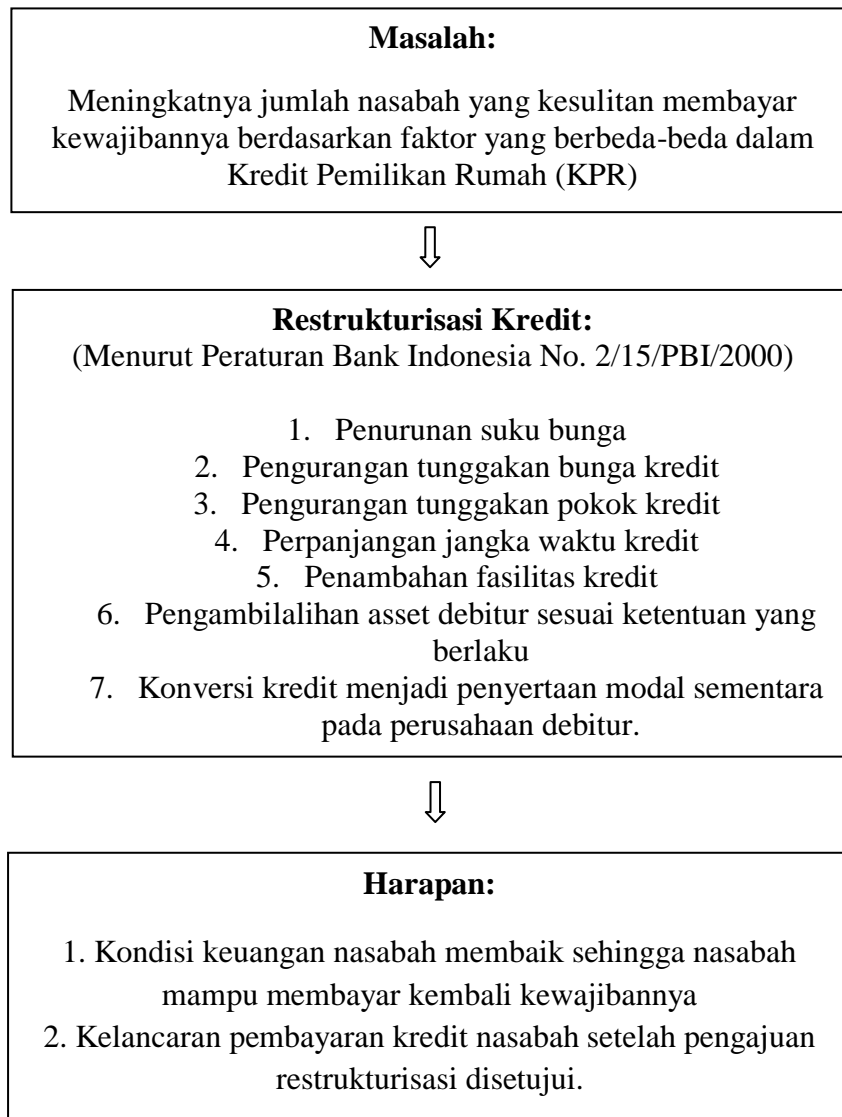 Masalah:
Meningkatnya jumlah nasabah yang kesulitan membayar
kewajibannya berdasarkan faktor yang berbeda-beda dalam
Kredit Pemilikan Rumah (KPR)
Restrukturisasi Kredit:
(Menurut Peraturan Bank Indonesia No. 2/15/PBI/2000)
1. Penurunan suku bunga
2. Pengurangan tunggakan bunga kredit
3. Pengurangan tunggakan pokok kredit
4. Perpanjangan jangka waktu kredit
5. Penambahan fasilitas kredit
6. Pengambilalihan asset debitur sesuai ketentuan yang
berlaku
7. Konversi kredit menjadi penyertaan modal sementara
pada perusahaan debitur.
Harapan:
1. Kondisi keuangan nasabah membaik sehingga nasabah
mampu membayar kembali kewajibannya
2. Kelancaran pembayaran kredit nasabah setelah pengajuan
restrukturisasi disetujui.